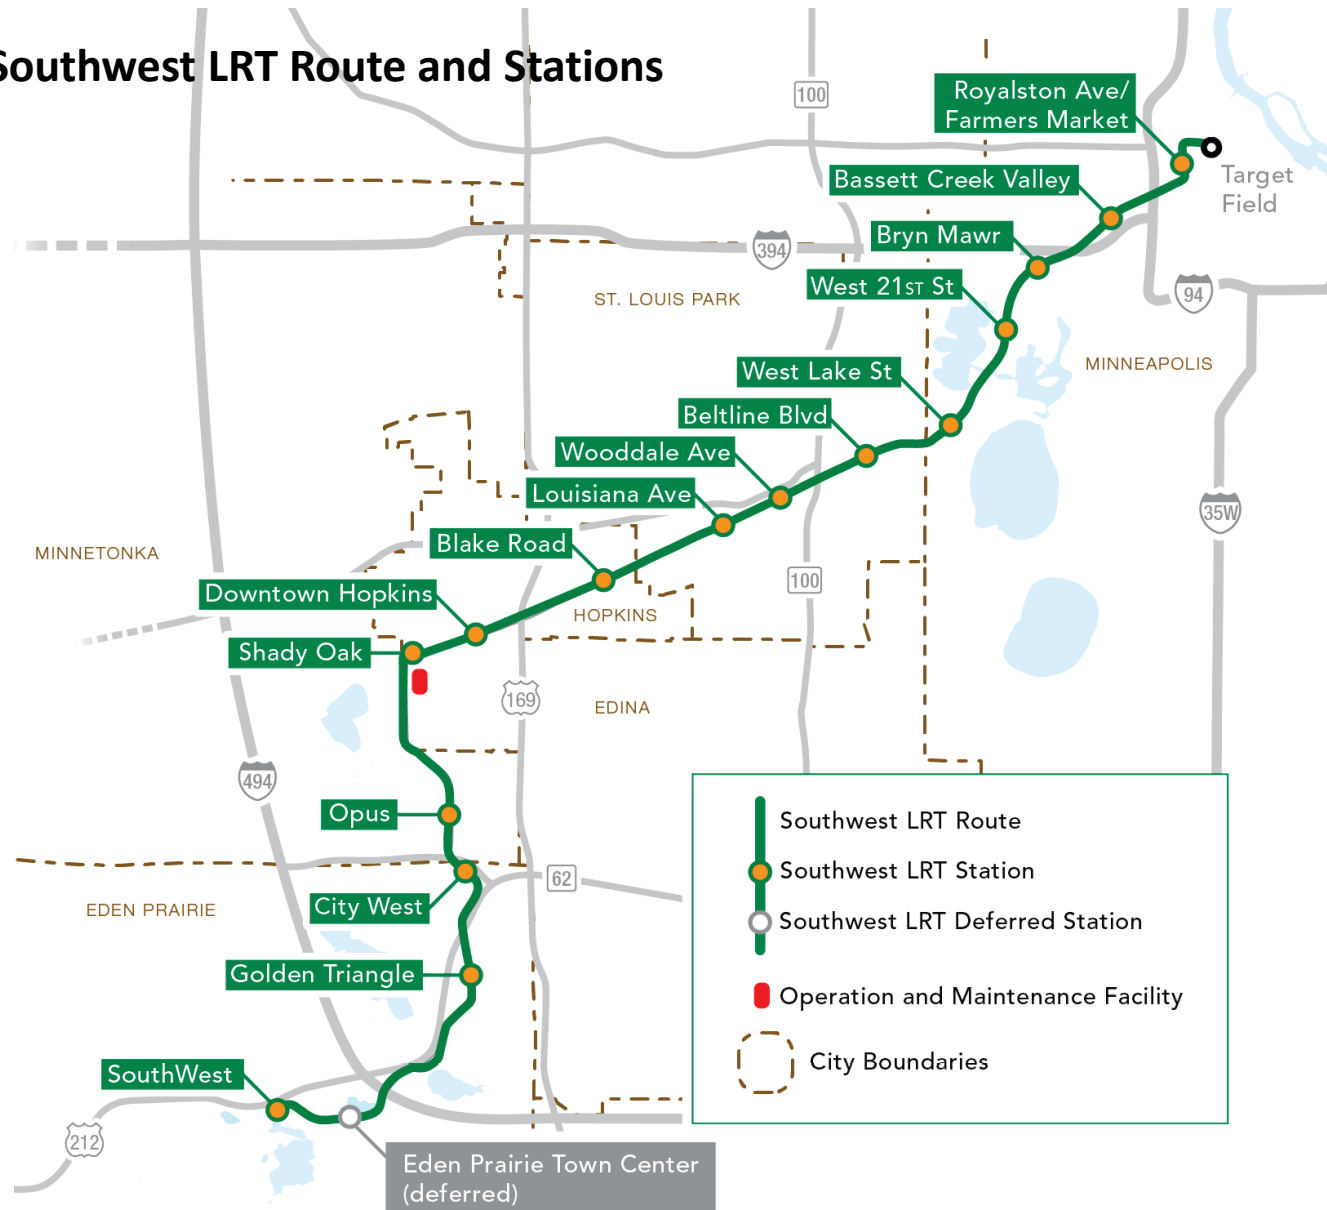 Southwest LRT Route and Stations
100
Royalston Ave/
Farmers Market
Target
Field
Bassett Creek Valley
Bryn Mawr
394
West 21ST St
94
ST. LOUIS PARK
MINNEAPOLIS
West Lake St
Beltline Blvd
Wooddale Ave
Louisiana Ave
35W
Blake Road
MINNETONKA
100
Downtown Hopkins
HOPKINS
Shady Oak
169
EDINA
494
Opus
62
City West
EDEN PRAIRIE
Golden Triangle
SouthWest
212
Eden Prairie Town Center
(deferred)
Southwest LRT Route
Southwest LRT Station
Southwest LRT Deferred Station
Operation and Maintenance Facility
City Boundaries